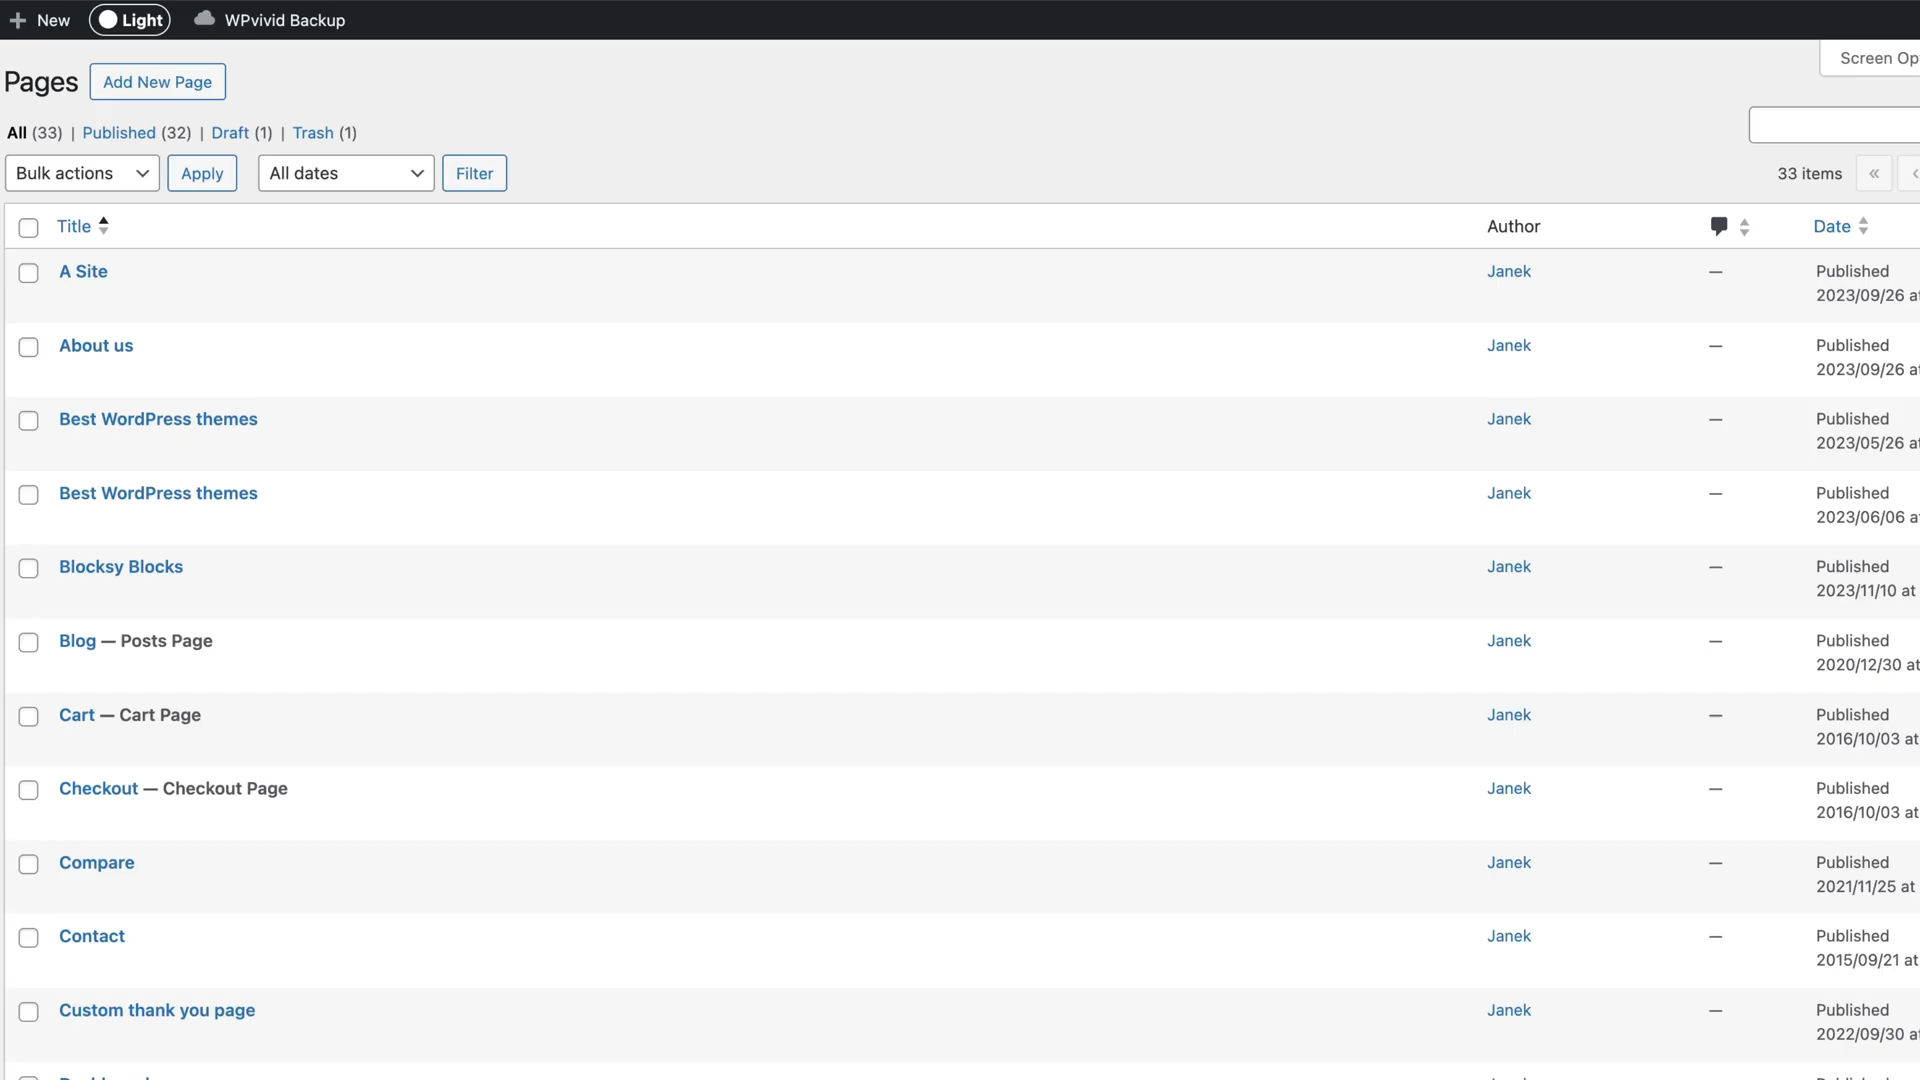 New Light WPvivid Backup
Screen Op
Pages Add New Page
All (33) | Published (32) | Draft (1) | Trash (1)
Bulk actions Apply All dates Filter 33 items « ‹
Title Author Date
A Site Janek — Published
2023/09/26 at
About us Janek — Published
2023/09/26 at
Best WordPress themes Janek — Published
2023/05/26 at
Best WordPress themes Janek — Published
2023/06/06 at
Blocksy Blocks Janek — Published
2023/11/10 at
Blog — Posts Page Janek — Published
2020/12/30 at
Cart — Cart Page Janek — Published
2016/10/03 at
Checkout — Checkout Page Janek — Published
2016/10/03 at
Compare Janek — Published
2021/11/25 at
Contact Janek — Published
2015/09/21 at
Custom thank you page Janek — Published
2022/09/30 at